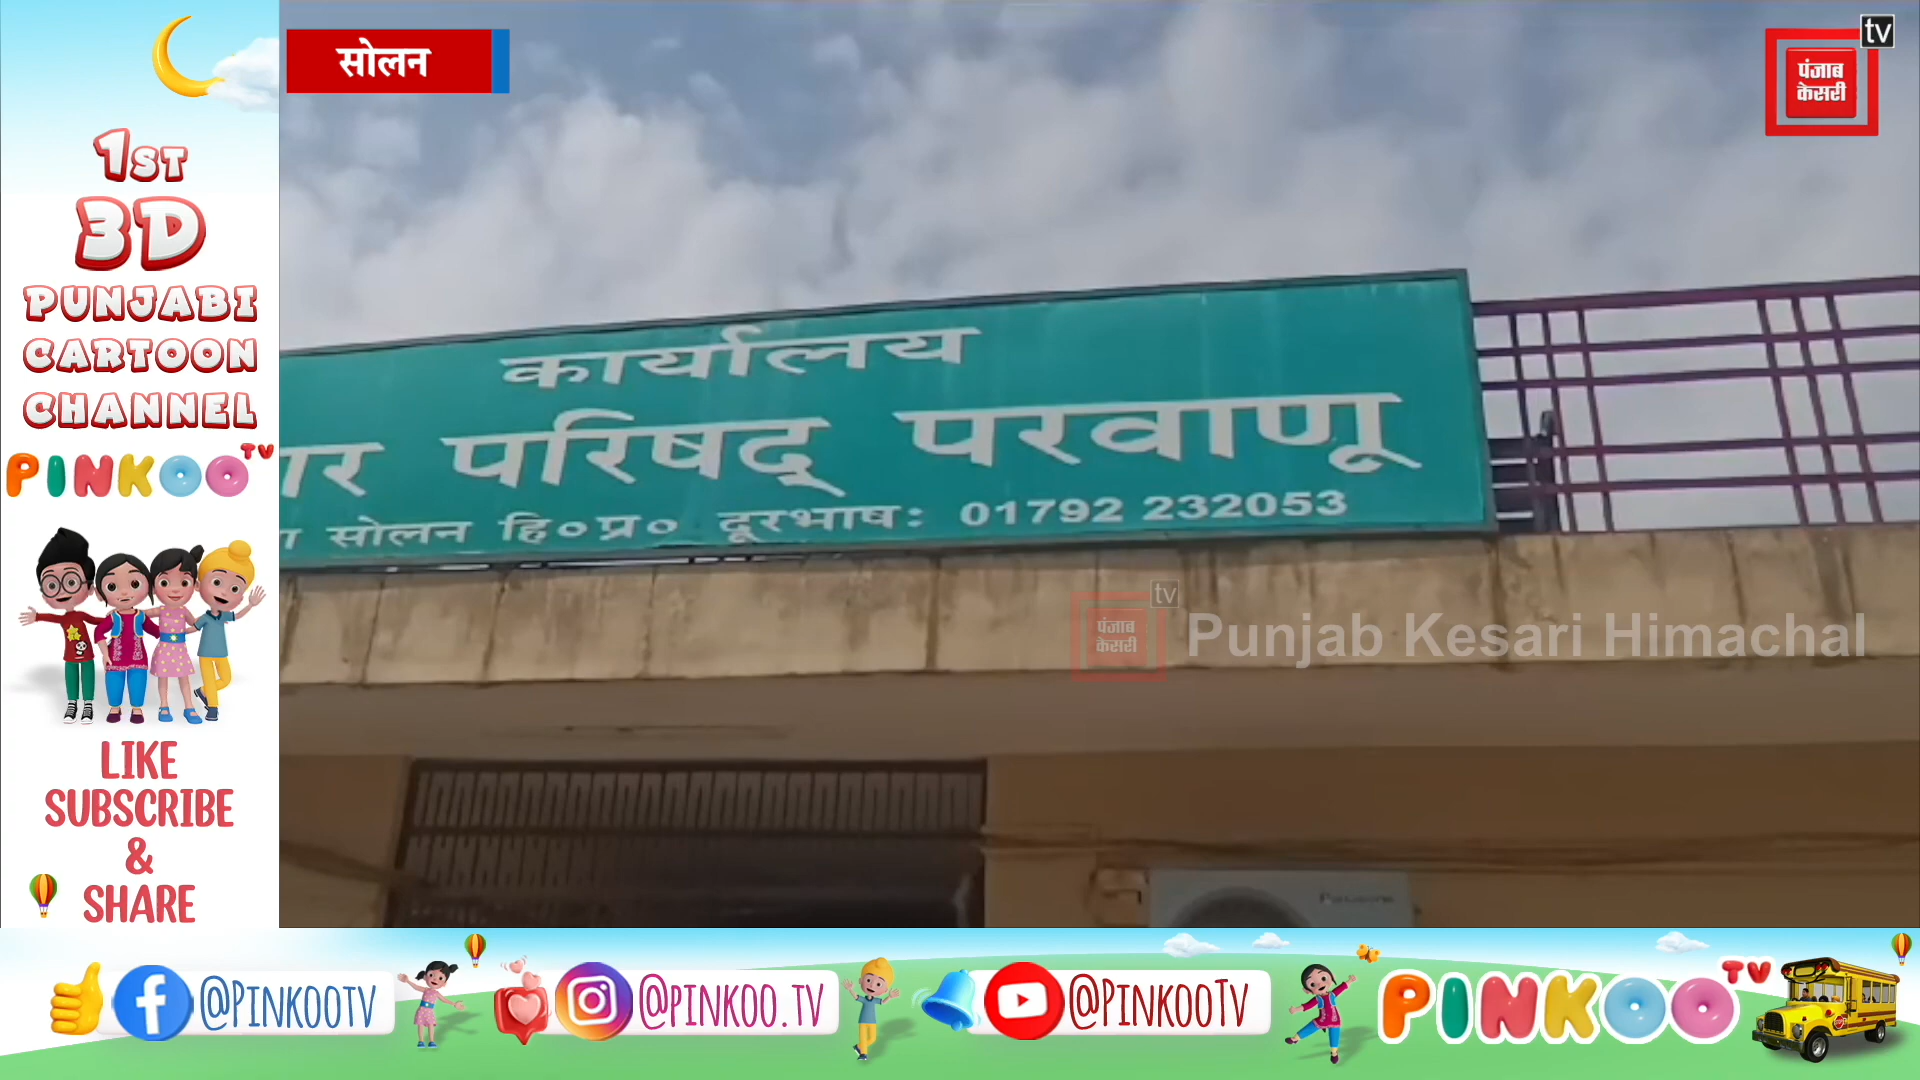 1ST
3D
PUNJABI
CARTOON
CHANNEL
PINKOO TV
LIKE
SUBSCRIBE
&
SHARE
सोलन
tv
पंजाब
केसरी
कार्यालय
परिषद् परवाणू
सोलन हि०प्र० दूरभाषः 01792 232053
tv
पंजाब
केसरी
Punjab Kesari Himachal
Panasonic
@PINKOOTV
@PINKOO.TV
@PINKOOTV
PINKOO TV